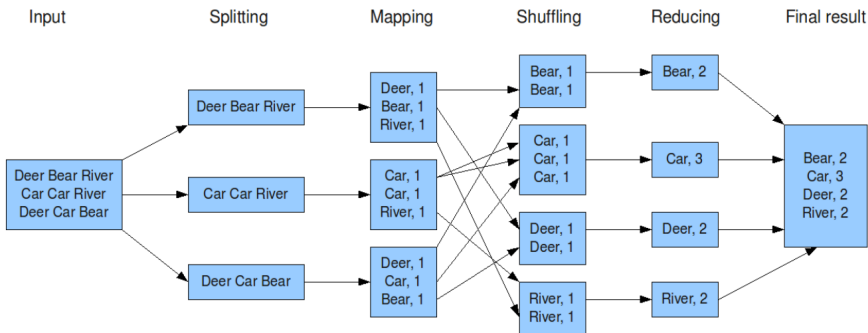 Input
Splitting
Mapping
Shuffling
Reducing
Final result
Deer Bear River
Car Car River
Deer Car Bear
Deer Bear River
Car Car River
Deer Car Bear
Deer, 1
Bear, 1
River, 1
Car, 1
Car, 1
River, 1
Deer, 1
Car, 1
Bear, 1
Bear, 1
Bear, 1
Car, 1
Car, 1
Car, 1
Deer, 1
Deer, 1
River, 1
River, 1
Bear, 2
Car, 3
Deer, 2
River, 2
Bear, 2
Car, 3
Deer, 2
River, 2